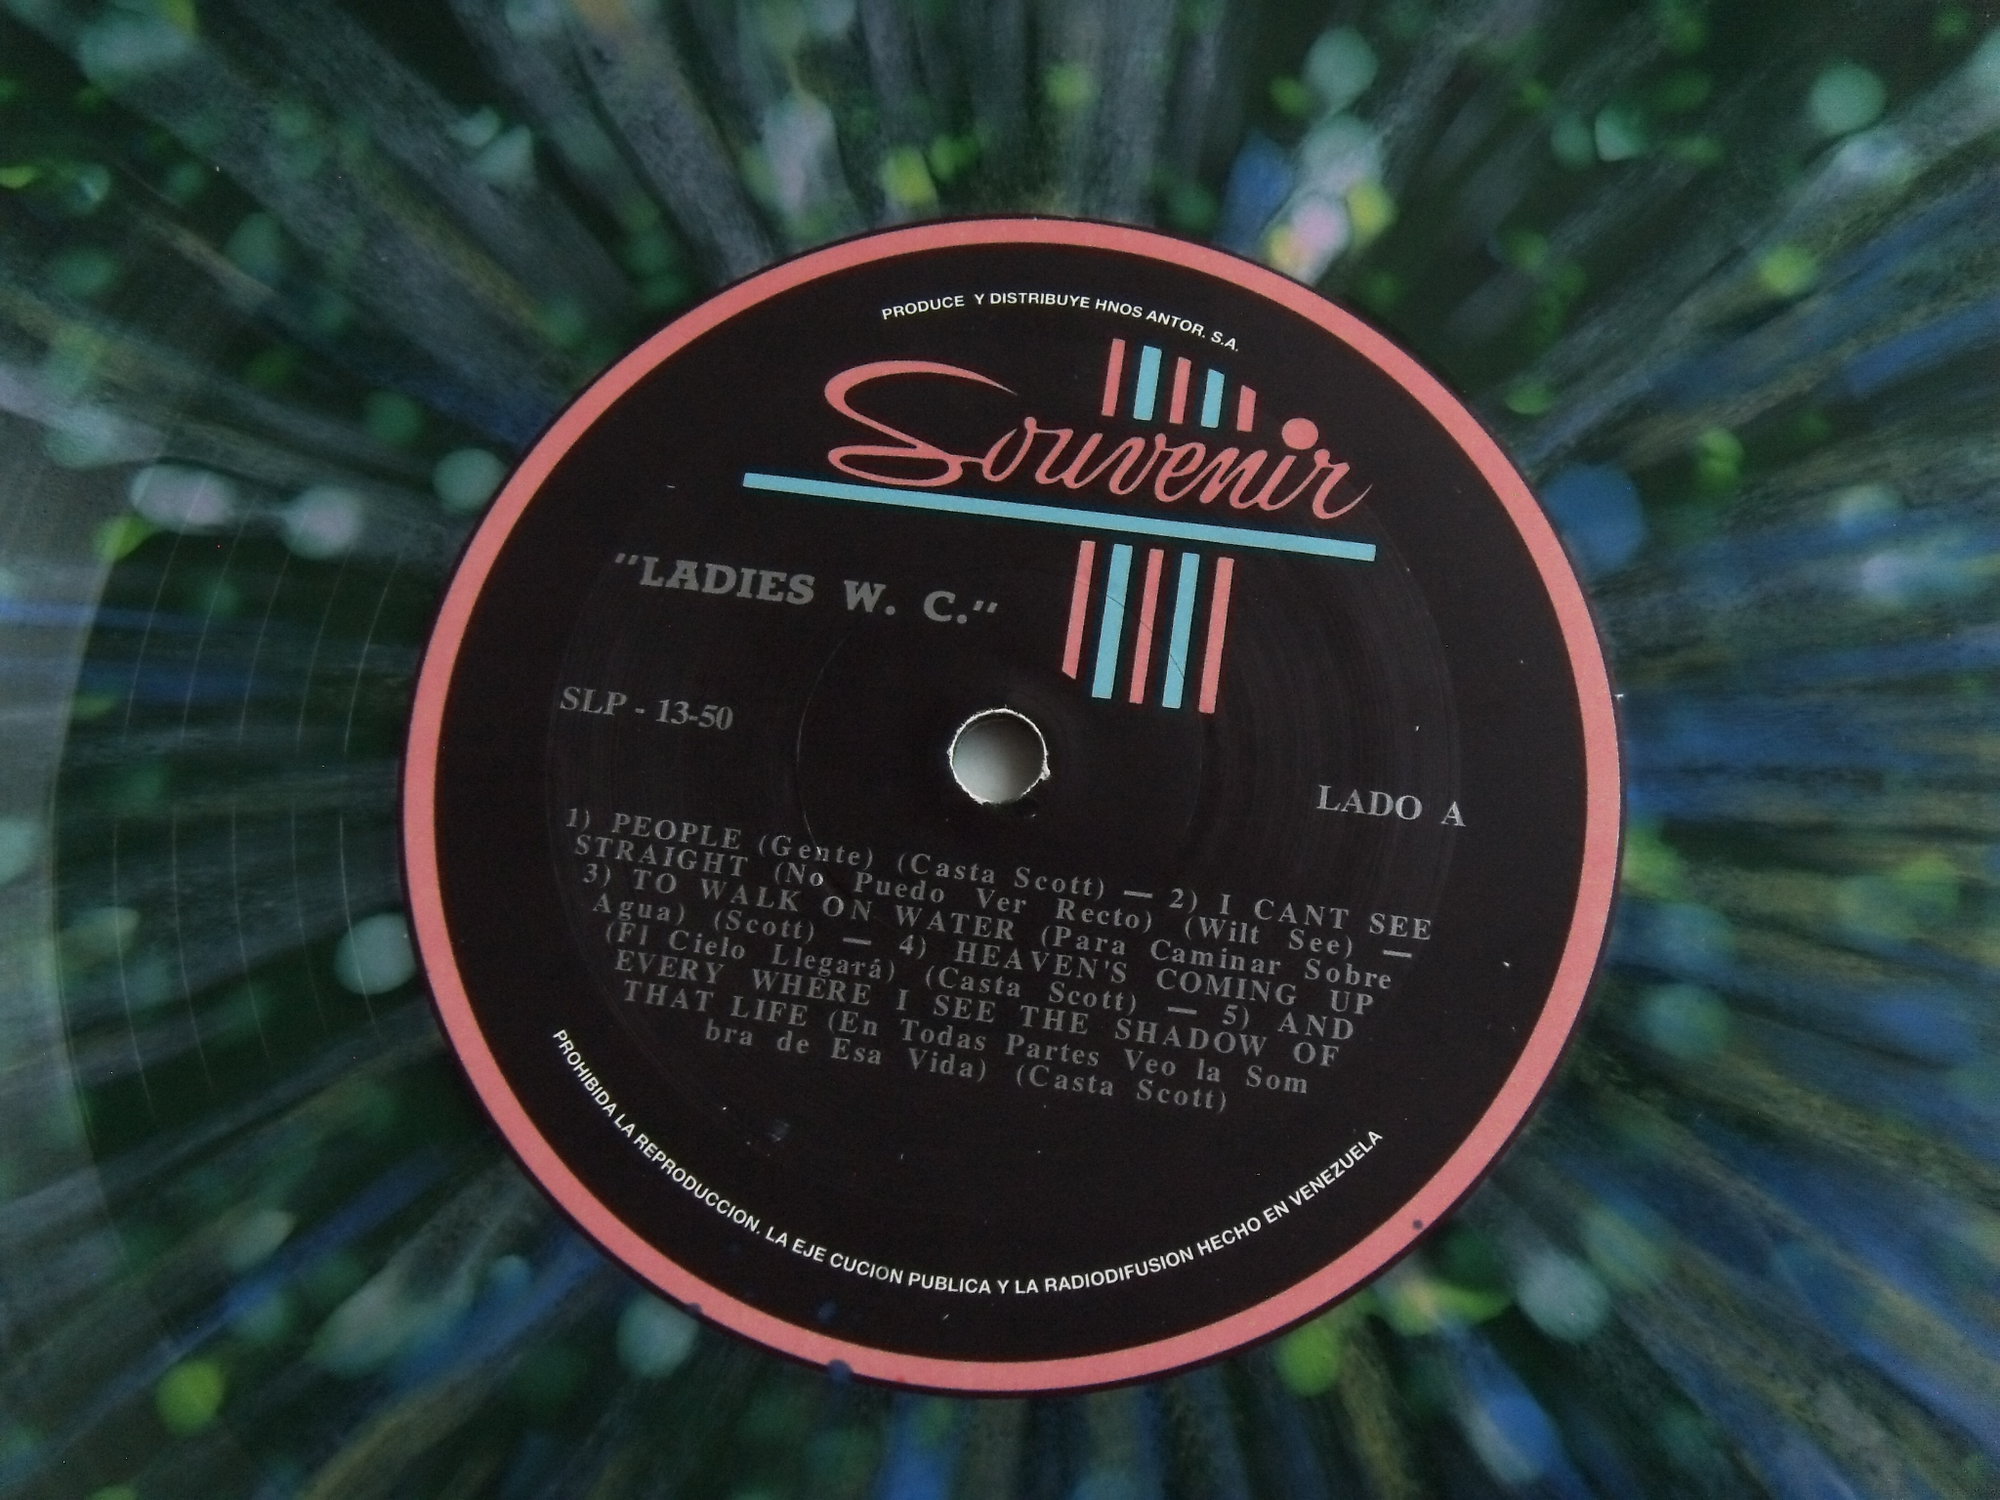 PRODUCE Y DISTRIBUYE HNOS ANTOR. S.A.
Souvenir
"LADIES W. C."
SLP - 13-50
LADO A
1) PEOPLE (Gente) (Casta Scott) — 2) I CANT SEE
STRAIGHT (No Puedo Ver Recto) (Wilt See) —
3) TO WALK ON WATER (Para Caminar Sobre
Agua) (Scott) — 4) HEAVEN'S COMING UP
(El Cielo Llegará) (Casta Scott) — 5) AND
EVERY WHERE I SEE THE SHADOW OF
THAT LIFE (En Todas Partes Veo la Som
bra de Esa Vida) (Casta Scott)
PROHIBIDA LA REPRODUCCION. LA EJE CUCION PUBLICA Y LA RADIODIFUSION HECHO EN VENEZUELA